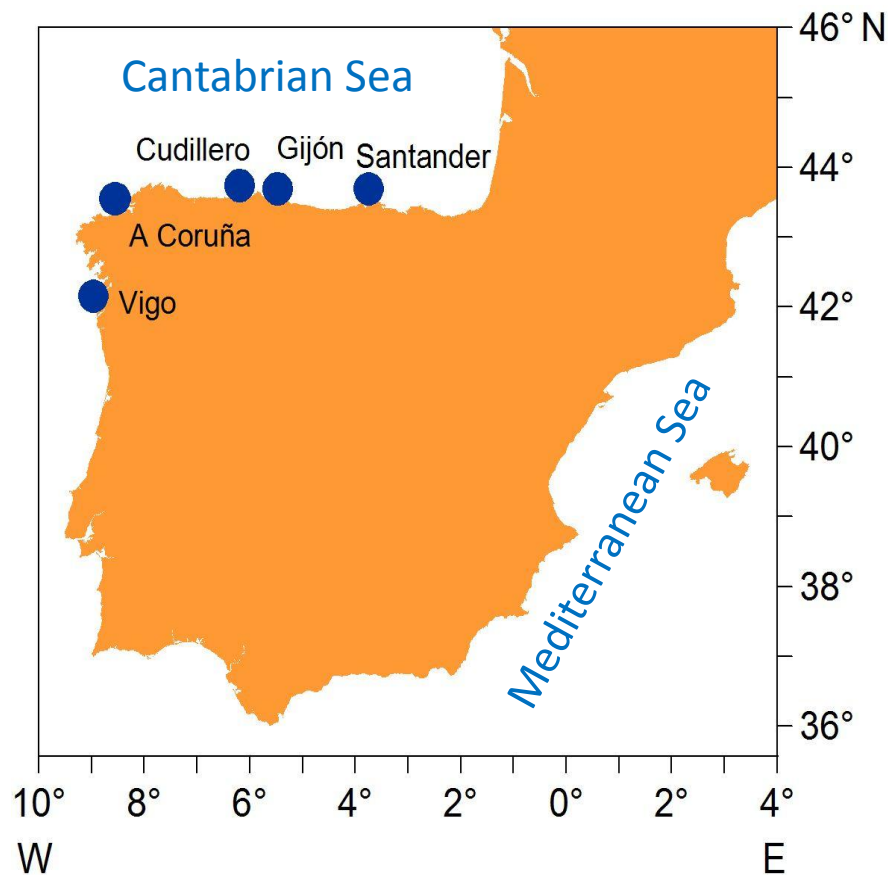 46° N
Cantabrian Sea
Cudillero
Gijón
Santander
44°
A Coruña
Vigo
42°
Mediterranean Sea
40°
38°
36°
10° 8° 6° 4° 2° 0° 2° 4°
W E